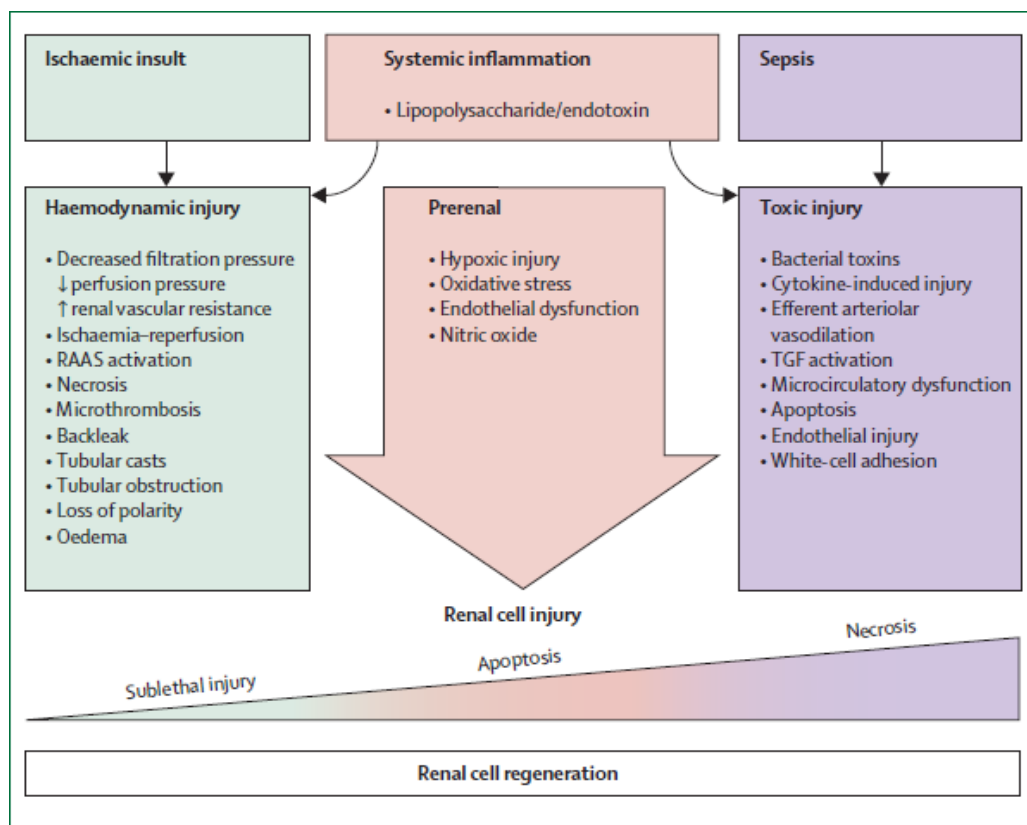 Ischaemic insult
Systemic inflammation
• Lipopolysaccharide/endotoxin
Sepsis
Haemodynamic injury
• Decreased filtration pressure
↓perfusion pressure
↑renal vascular resistance
• Ischaemia–reperfusion
• RAAS activation
• Necrosis
• Microthrombosis
• Backleak
• Tubular casts
• Tubular obstruction
• Loss of polarity
• Oedema
Prerenal
• Hypoxic injury
• Oxidative stress
• Endothelial dysfunction
• Nitric oxide
Toxic injury
• Bacterial toxins
• Cytokine-induced injury
• Efferent arteriolar
vasodilation
• TGF activation
• Microcirculatory dysfunction
• Apoptosis
• Endothelial injury
• White-cell adhesion
Renal cell injury
Sublethal injury
Apoptosis
Necrosis
Renal cell regeneration